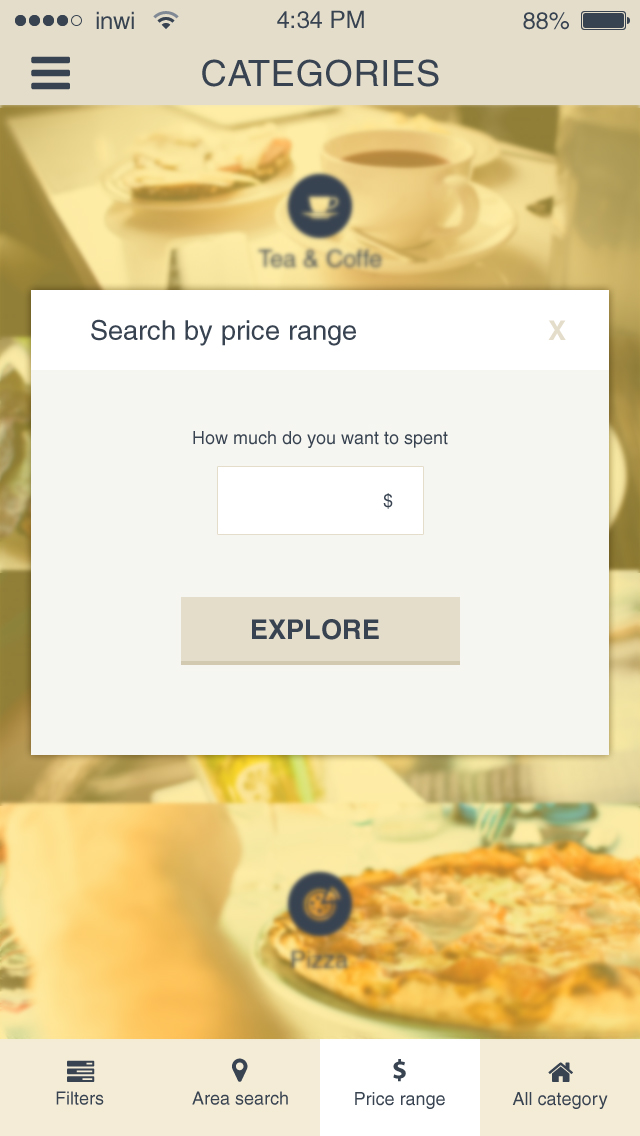 inwi 4:34 PM 88%
CATEGORIES
Tea & Coffe
Search by price range X
How much do you want to spent
$
EXPLORE
Pizza
Filters Area search Price range All category